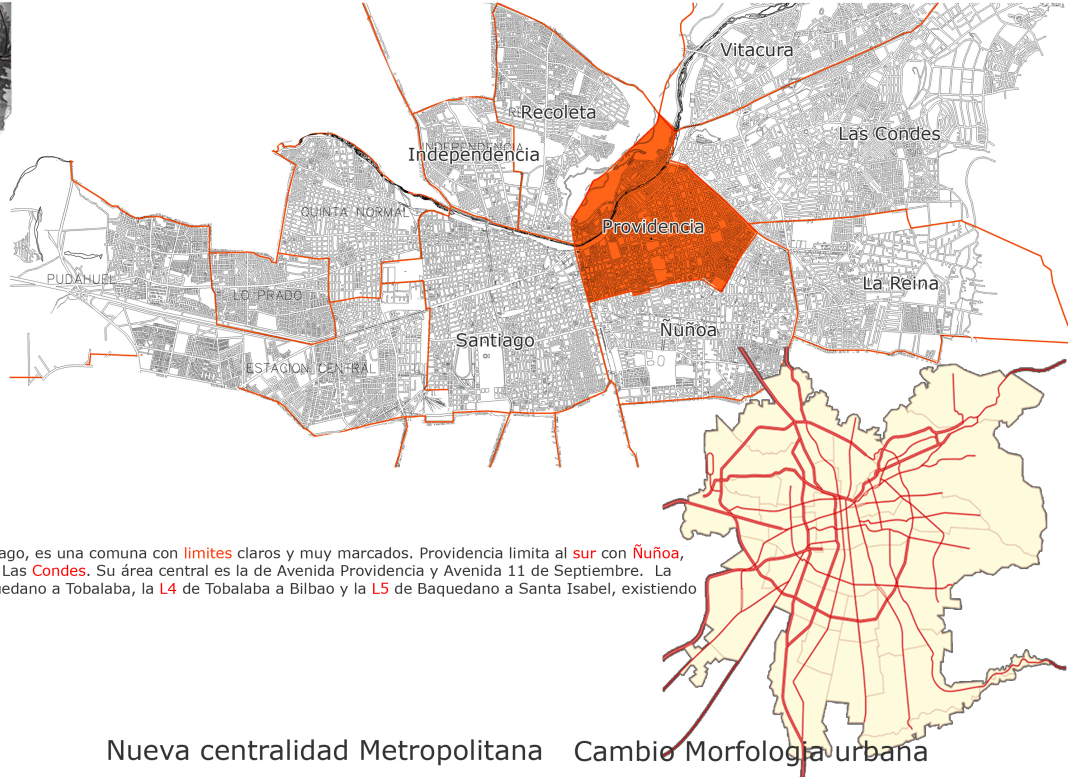 Vitacura
Recoleta
Las Condes
Independencia
INDEPENDENCIA
QUINTA NORMAL
Providencia
PUDAHUEL
La Reina
LO PRADO
Ñuñoa
Santiago
ESTACION CENTRAL
ago, es una comuna con limites claros y muy marcados. Providencia limita al sur con Ñuñoa,
Las Condes. Su área central es la de Avenida Providencia y Avenida 11 de Septiembre. La
uedano a Tobalaba, la L4 de Tobalaba a Bilbao y la L5 de Baquedano a Santa Isabel, existiendo
Nueva centralidad Metropolitana Cambio Morfologia urbana